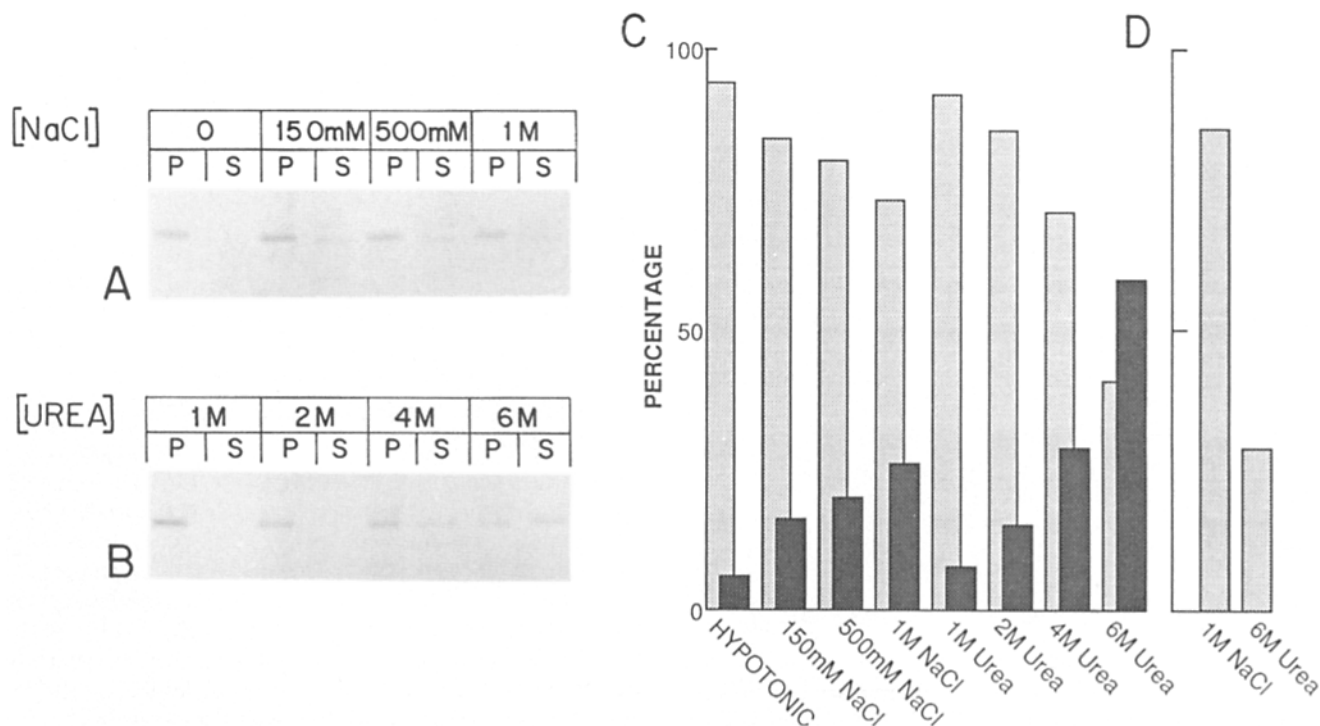 [NaCl]
0 150mM 500mM 1M
P S P S P S P S
A
[UREA]
1M 2M 4M 6M
P S P S P S P S
B
C
PERCENTAGE
100
50
0
HYPOTONIC
150mM NaCl
500mM NaCl
1M NaCl
1M Urea
2M Urea
4M Urea
6M Urea
D
1M NaCl
6M Urea